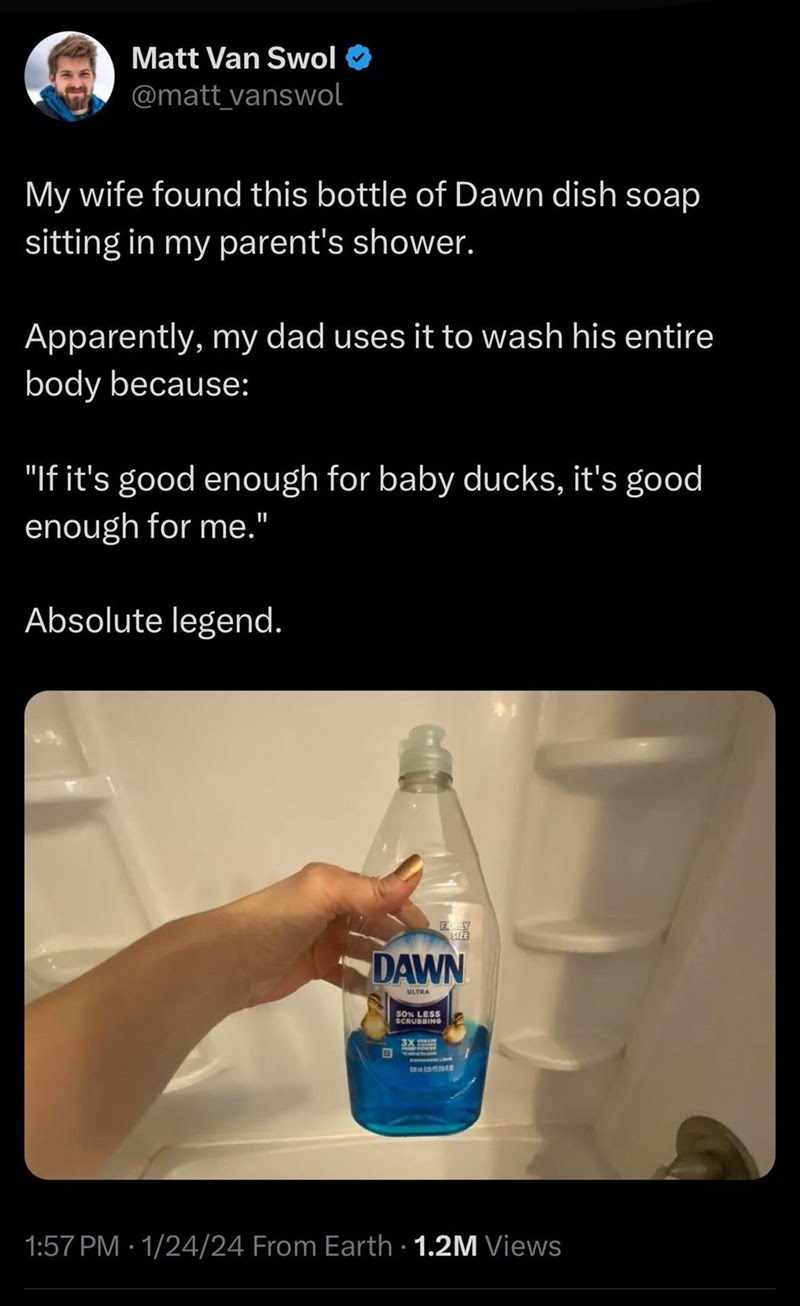 Matt Van Swol
@matt_vanswol
My wife found this bottle of Dawn dish soap
sitting in my parent's shower.
Apparently, my dad uses it to wash his entire
body because:
"If it's good enough for baby ducks, it's good
enough for me."
Absolute legend.
FAMILY
SIZE
DAWN
ULTRA
50% LESS
SCRUBBING
3X
1:57 PM · 1/24/24 From Earth · 1.2M Views